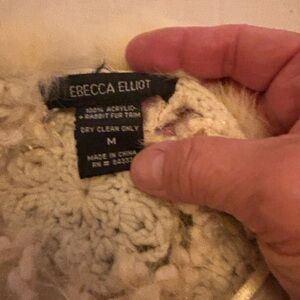 EBECCA ELLIOT
100% ACRYLIC-
+ RABBIT FUR TRIM
DRY CLEAN ONLY
M
MADE IN CHINA
RN #